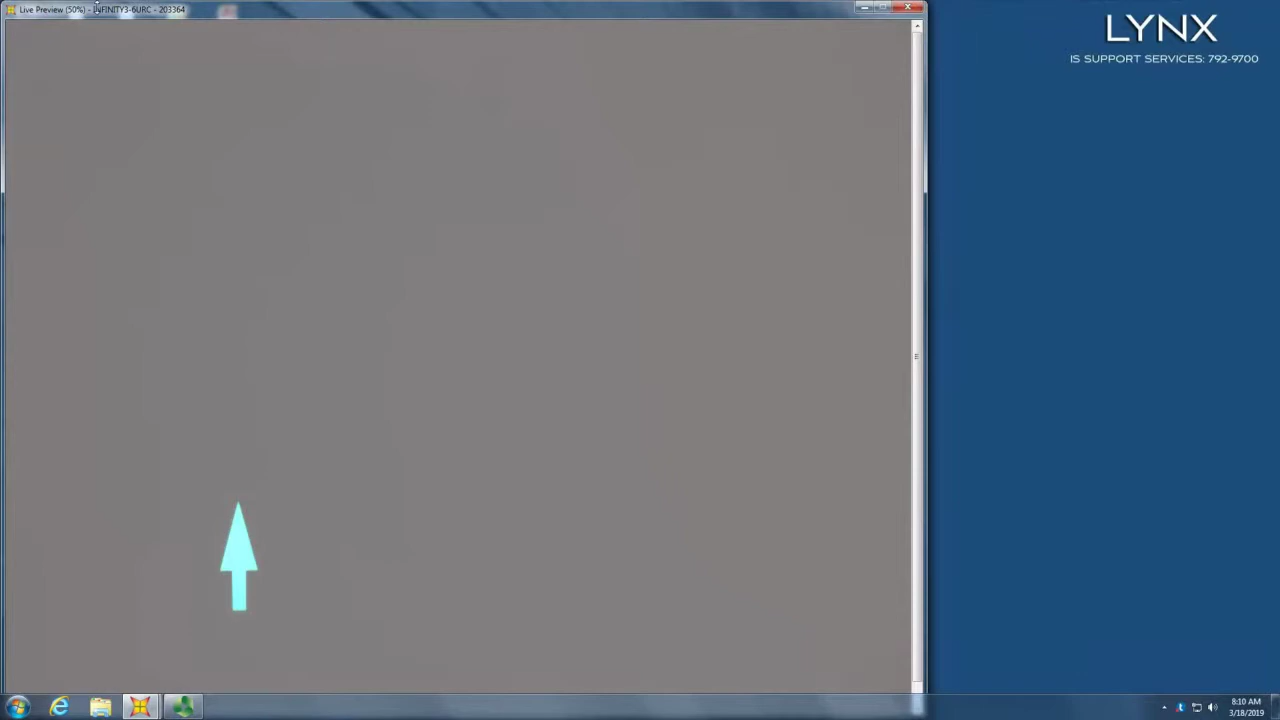 Live Preview (50%) - INFINITY3-6URC - 203364
LYNX
IS SUPPORT SERVICES: 792-9700
8:10 AM
3/18/2019